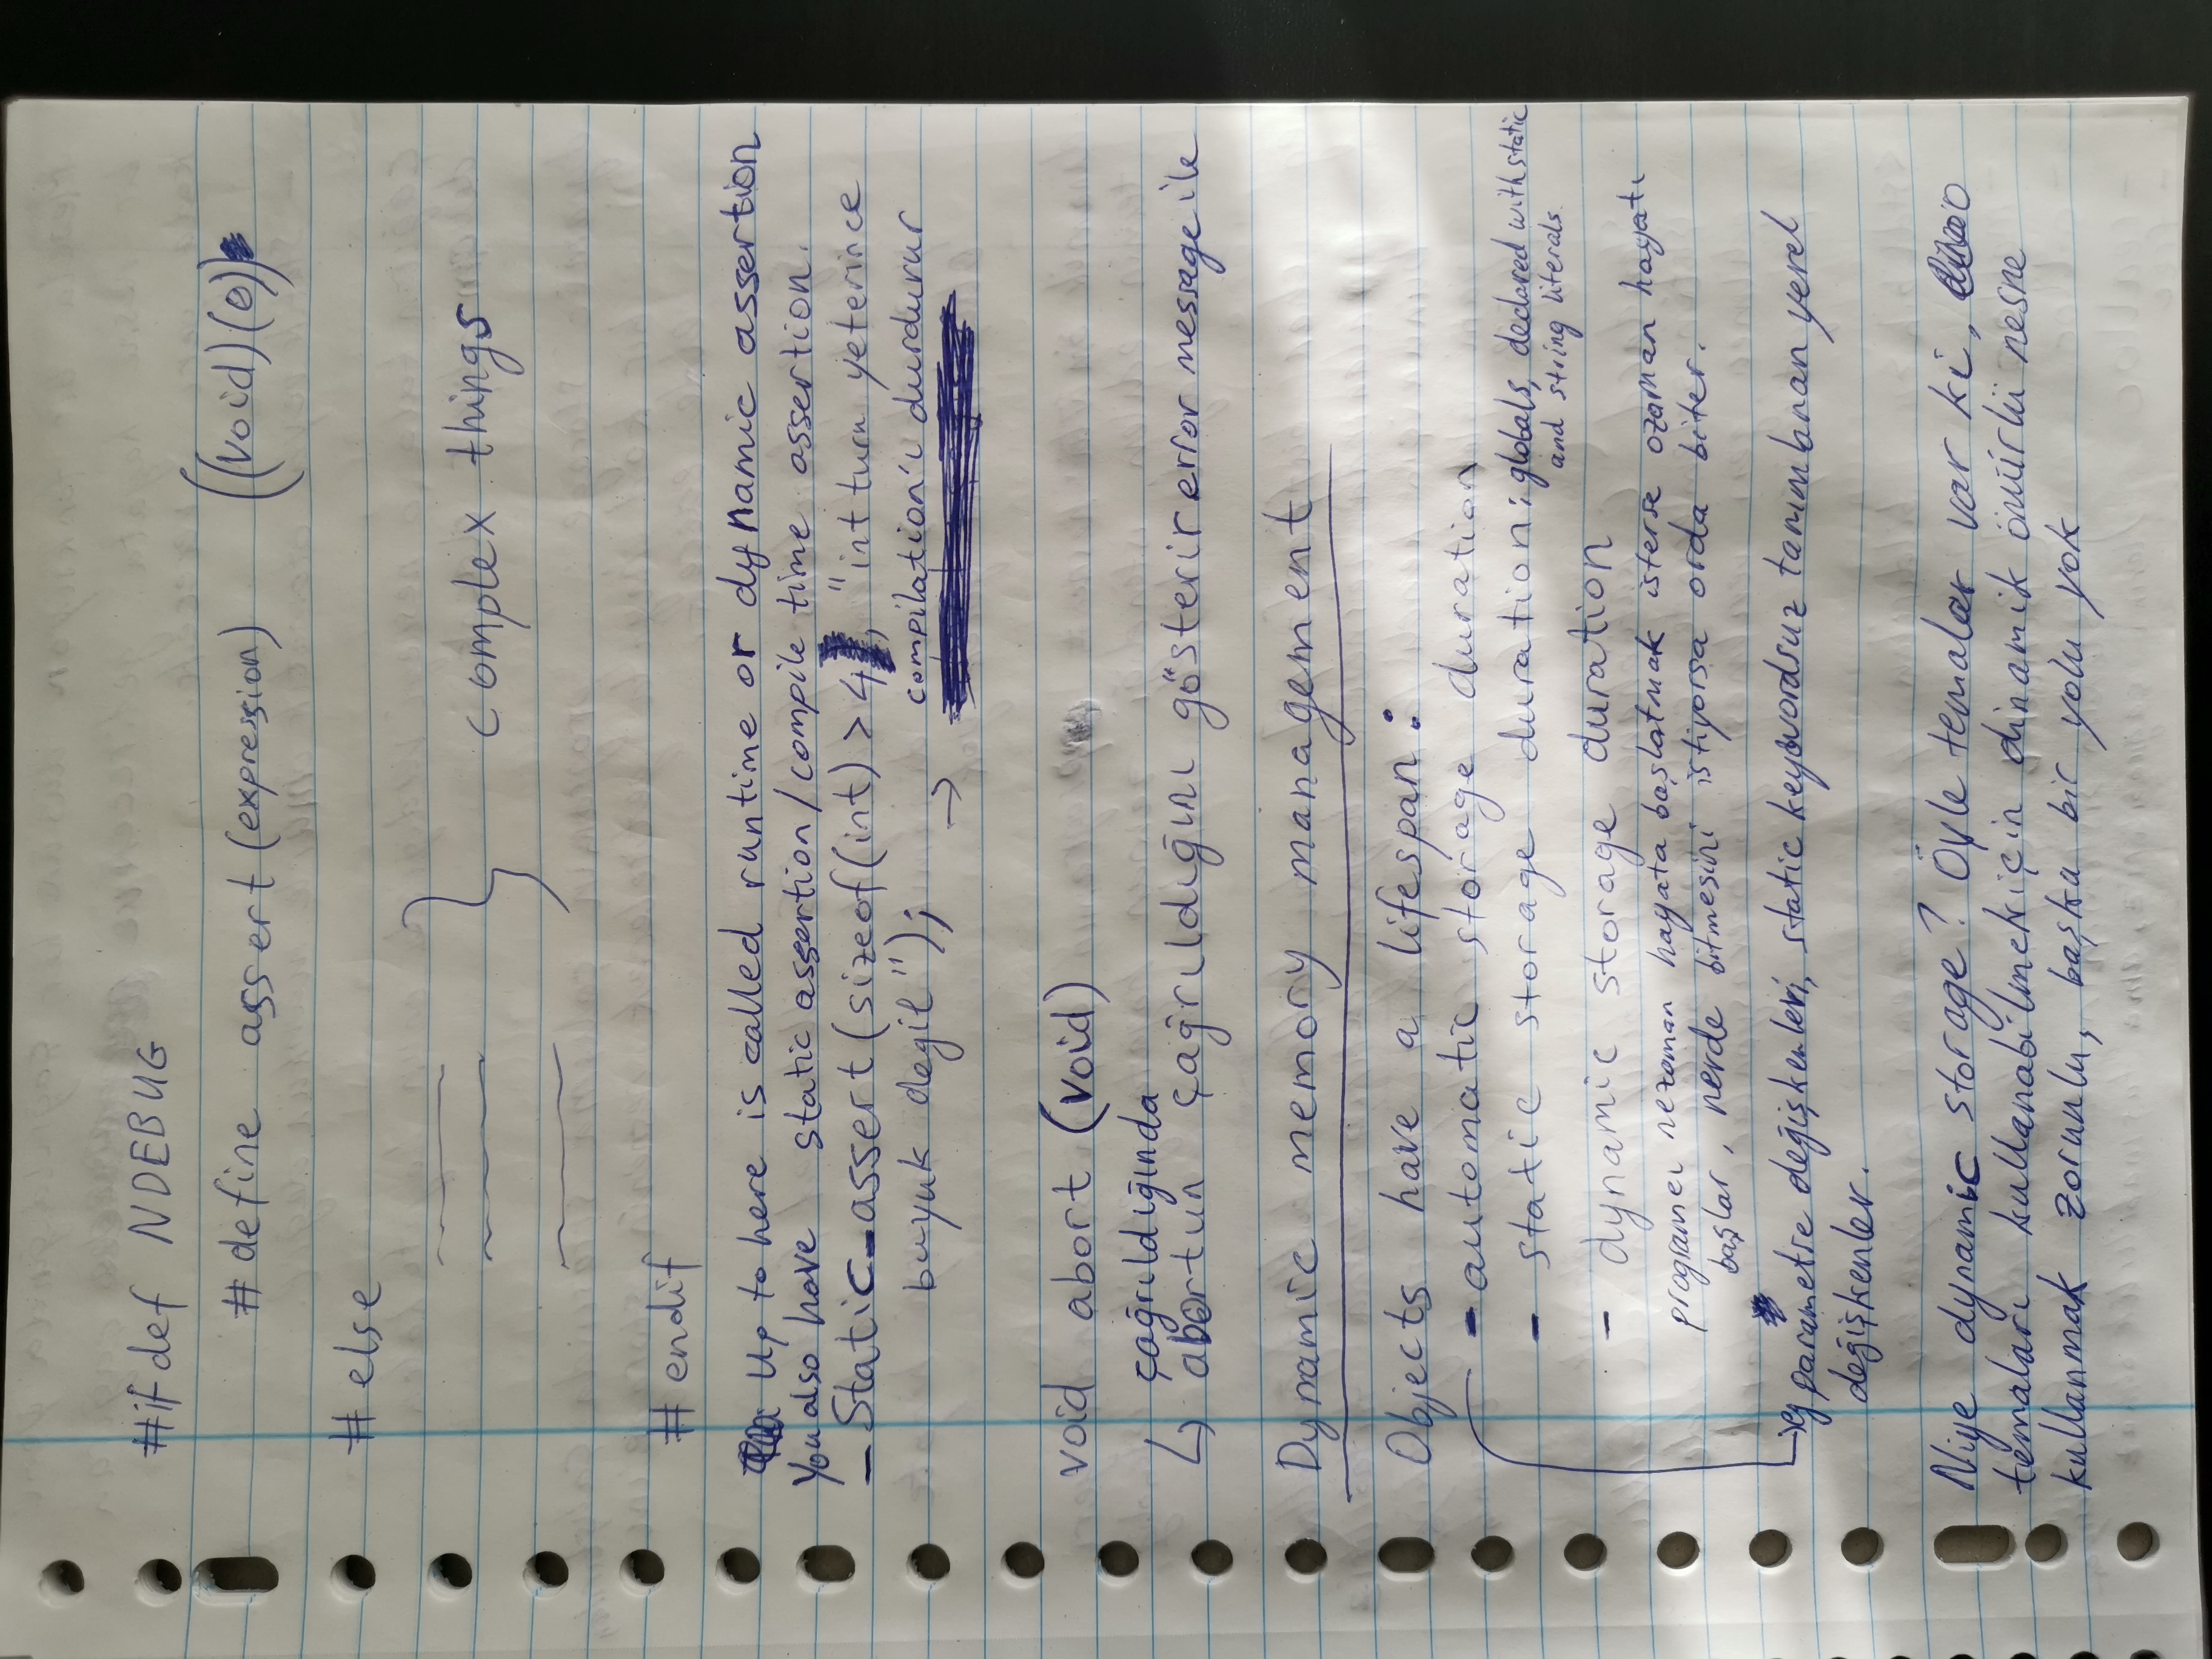 #ifdef NDEBUG
# define assert (expression) ((void)(0))
# else
complex things
# endif
Up to here is called runtime or dynamic assertion
You also have static assertion / compile time assertion.
- Static_assert (sizeof(int) > 4, "int turu yeterince
buyuk degil"); → compilation'ı durdurur
void abort (void)
çağrıldığında
↳ abortun çağrıldığını gösterir error message ile
Dynamic memory management
Objects have a lifespan:
- automatic storage duration
- static storage duration: globals, declared with static
and string literals.
- dynamic storage duration
programcı nezaman hayata başlatmak isterse ozaman hayatı
başlar, nerde bitmesini istiyorsa orda biter.
→ eg parametre değişkenleri, static keywordsuz tanımlanan yerel
değişkenler.
Niye dynamic storage? Öyle temalar var ki, o
temaları kullanabilmek için dinamik ömürlü nesne
kullanmak zorunlu, başka bir yolu yok